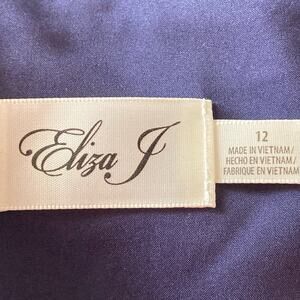 Eliza J
12
MADE IN VIETNAM/
HECHO EN VIETNAM/
FABRIQUE EN VIETNAM